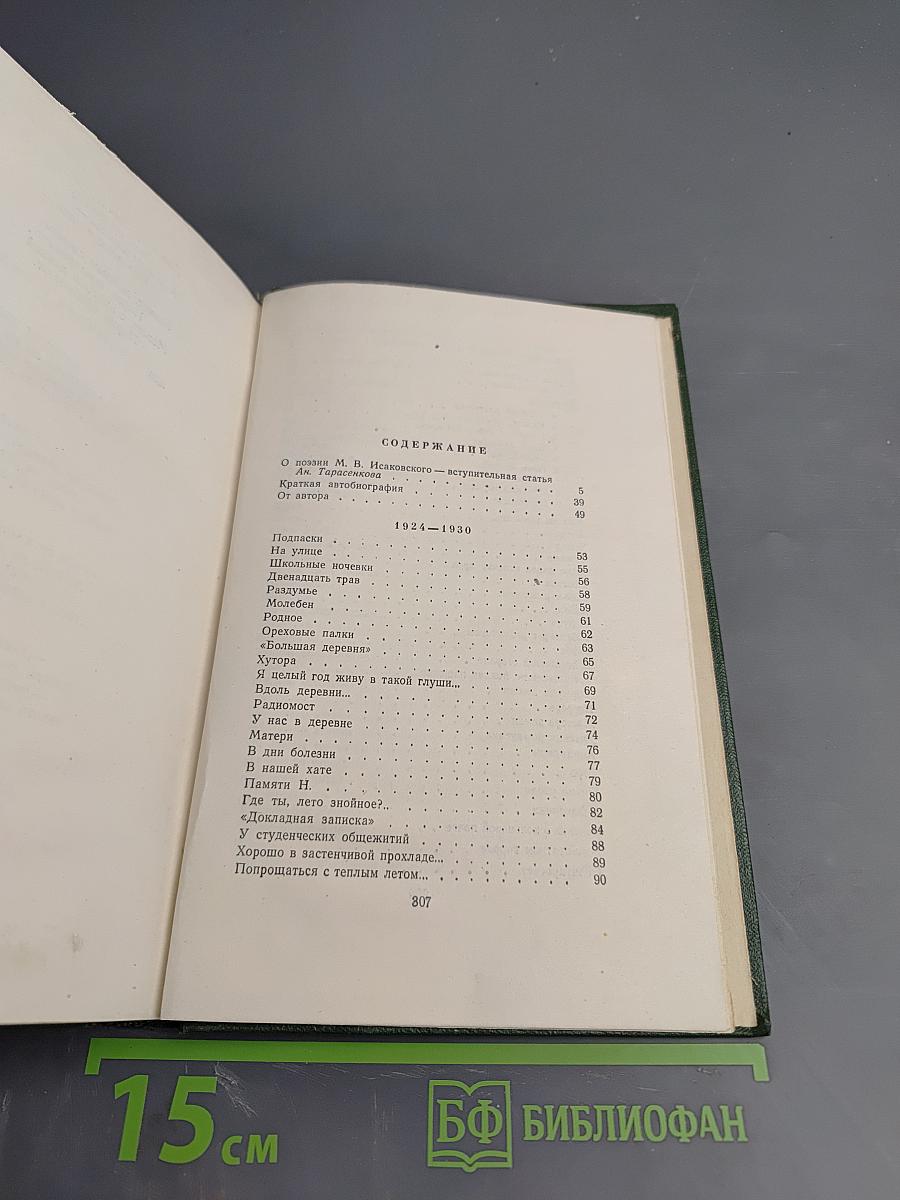 СОДЕРЖАНИЕ
О поэзии М. В. Исаковского — вступительная статья
Ан. Тарасенкова . . . . . . . . . . 5
Краткая автобиография . . . . . . . . . . 39
От автора . . . . . . . . . . 49
1924—1930
Подпаски . . . . . . . . . . 53
На улице . . . . . . . . . . 55
Школьные ночевки . . . . . . . . . . 56
Двенадцать трав . . . . . . . . . . 58
Раздумье . . . . . . . . . . 59
Молебен . . . . . . . . . . 61
Родное . . . . . . . . . . 62
Ореховые палки . . . . . . . . . . 63
«Большая деревня» . . . . . . . . . . 65
Хутора . . . . . . . . . . 67
Я целый год живу в такой глуши... . . . . . . . . . . 69
Вдоль деревни... . . . . . . . . . . 71
Радиомост . . . . . . . . . . 72
У нас в деревне . . . . . . . . . . 74
Матери . . . . . . . . . . 76
В дни болезни . . . . . . . . . . 77
В нашей хате . . . . . . . . . . 79
Памяти Н. . . . . . . . . . . 80
Где ты, лето знойное?.. . . . . . . . . . 82
«Докладная записка» . . . . . . . . . . 84
У студенческих общежитий . . . . . . . . . . 88
Хорошо в застенчивой прохладе... . . . . . . . . . . 89
Попрощаться с теплым летом... . . . . . . . . . . 90
307
15 см
БФ БИБЛИОФАН